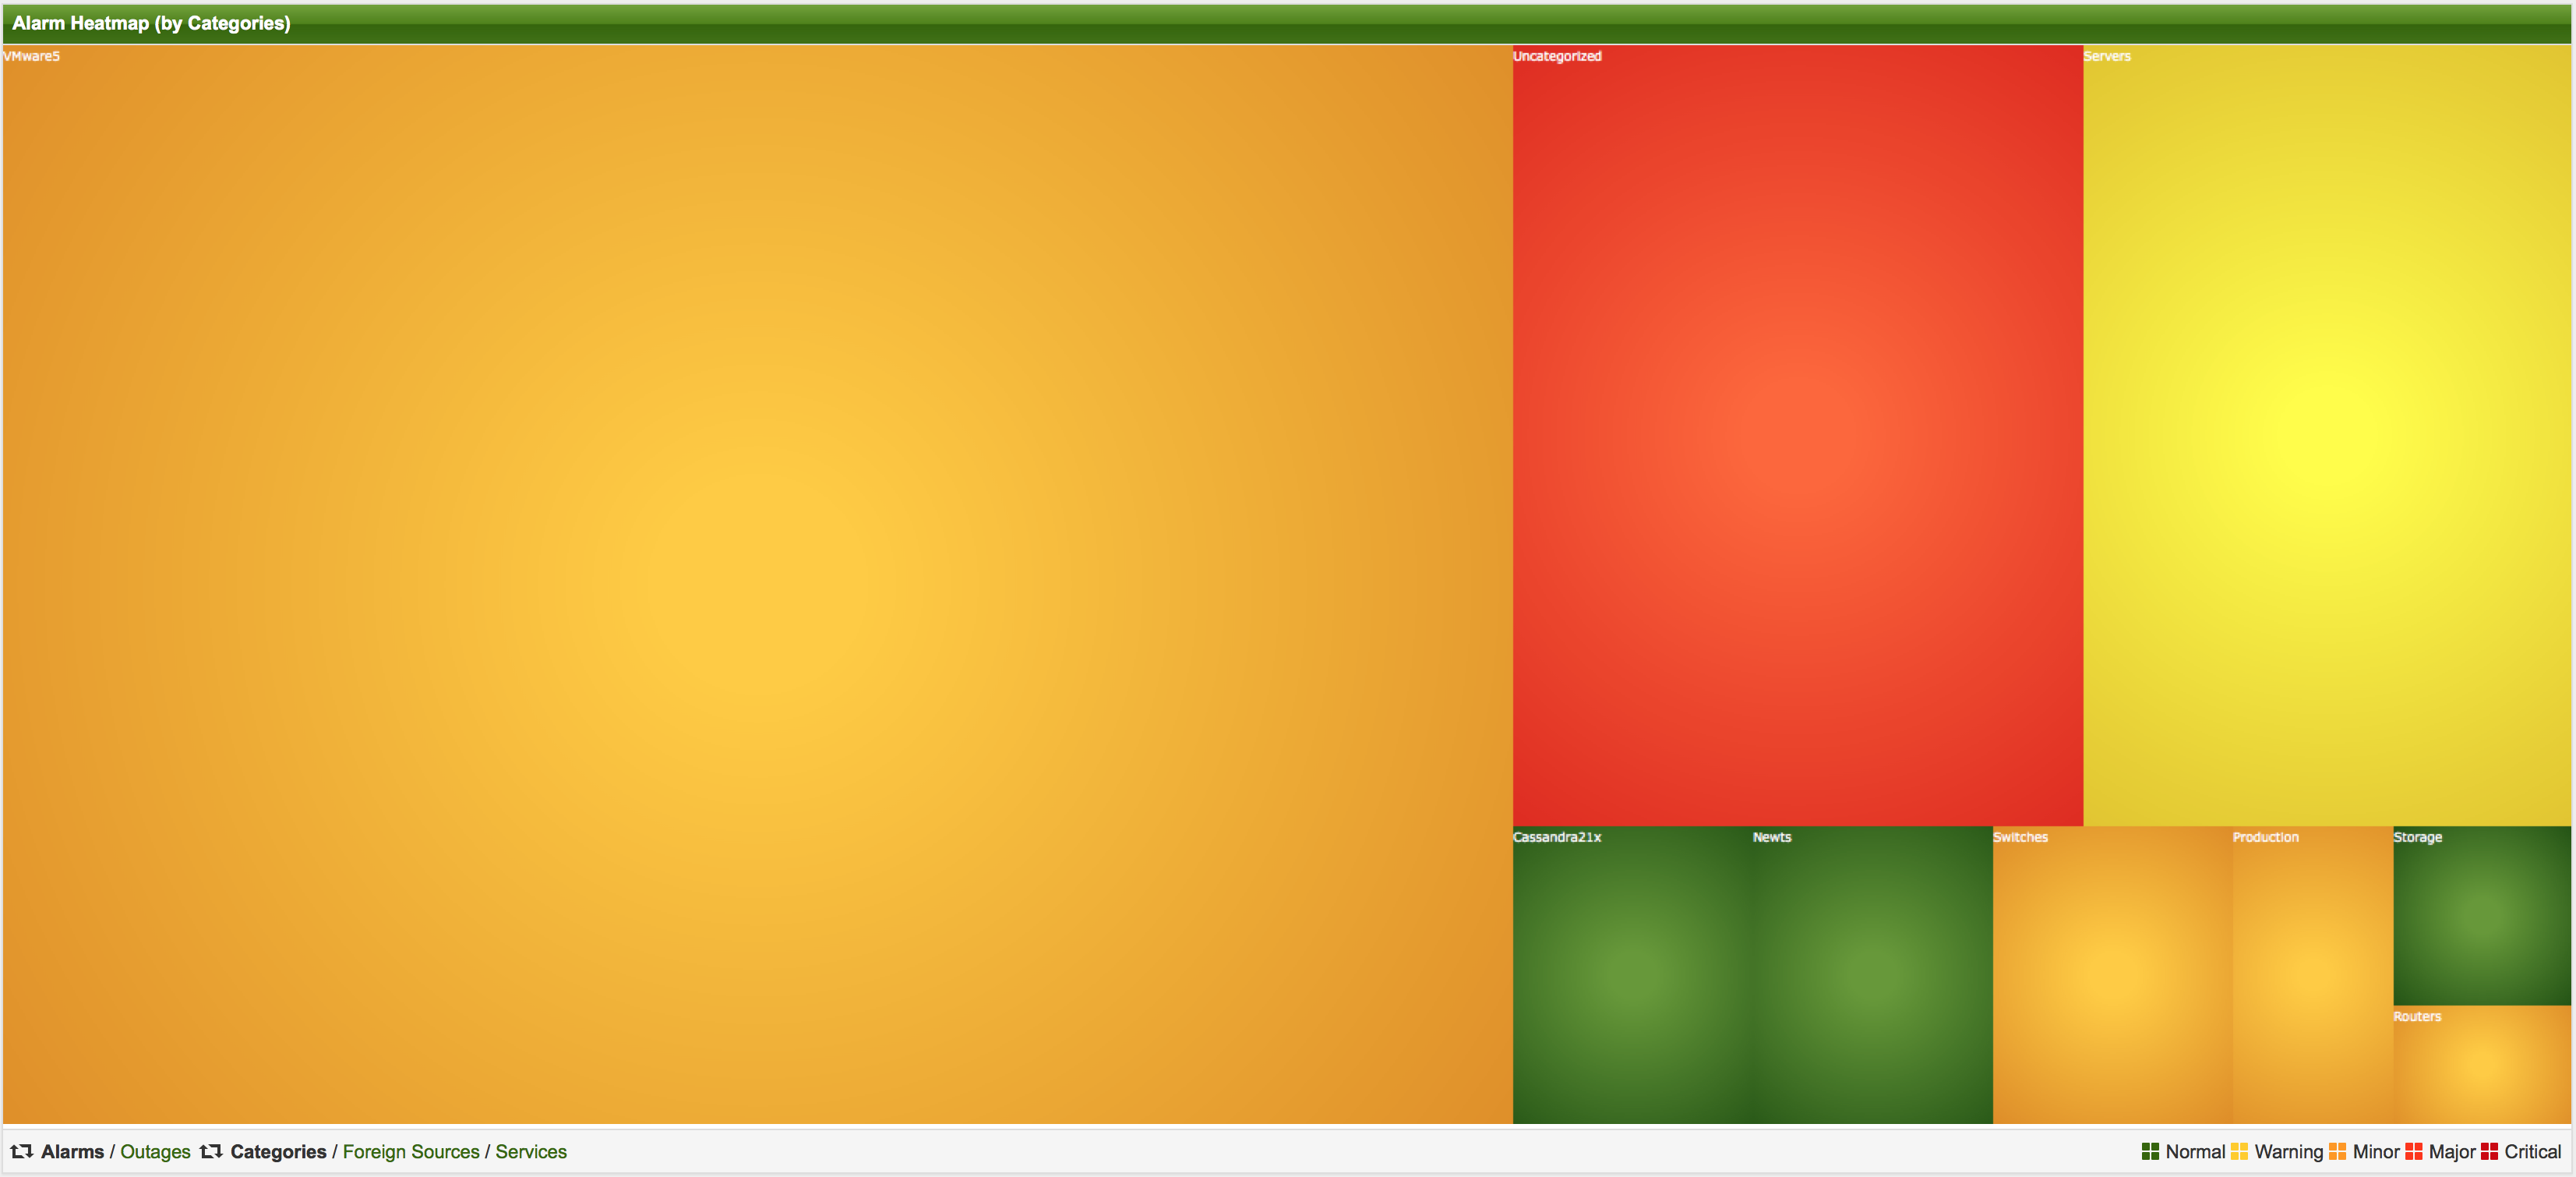 Alarm Heatmap (by Categories)
VMware5
Uncategorized
Servers
Cassandra21x
Newts
Switches
Production
Storage
Routers
Alarms / Outages Categories / Foreign Sources / Services
Normal Warning Minor Major Critical